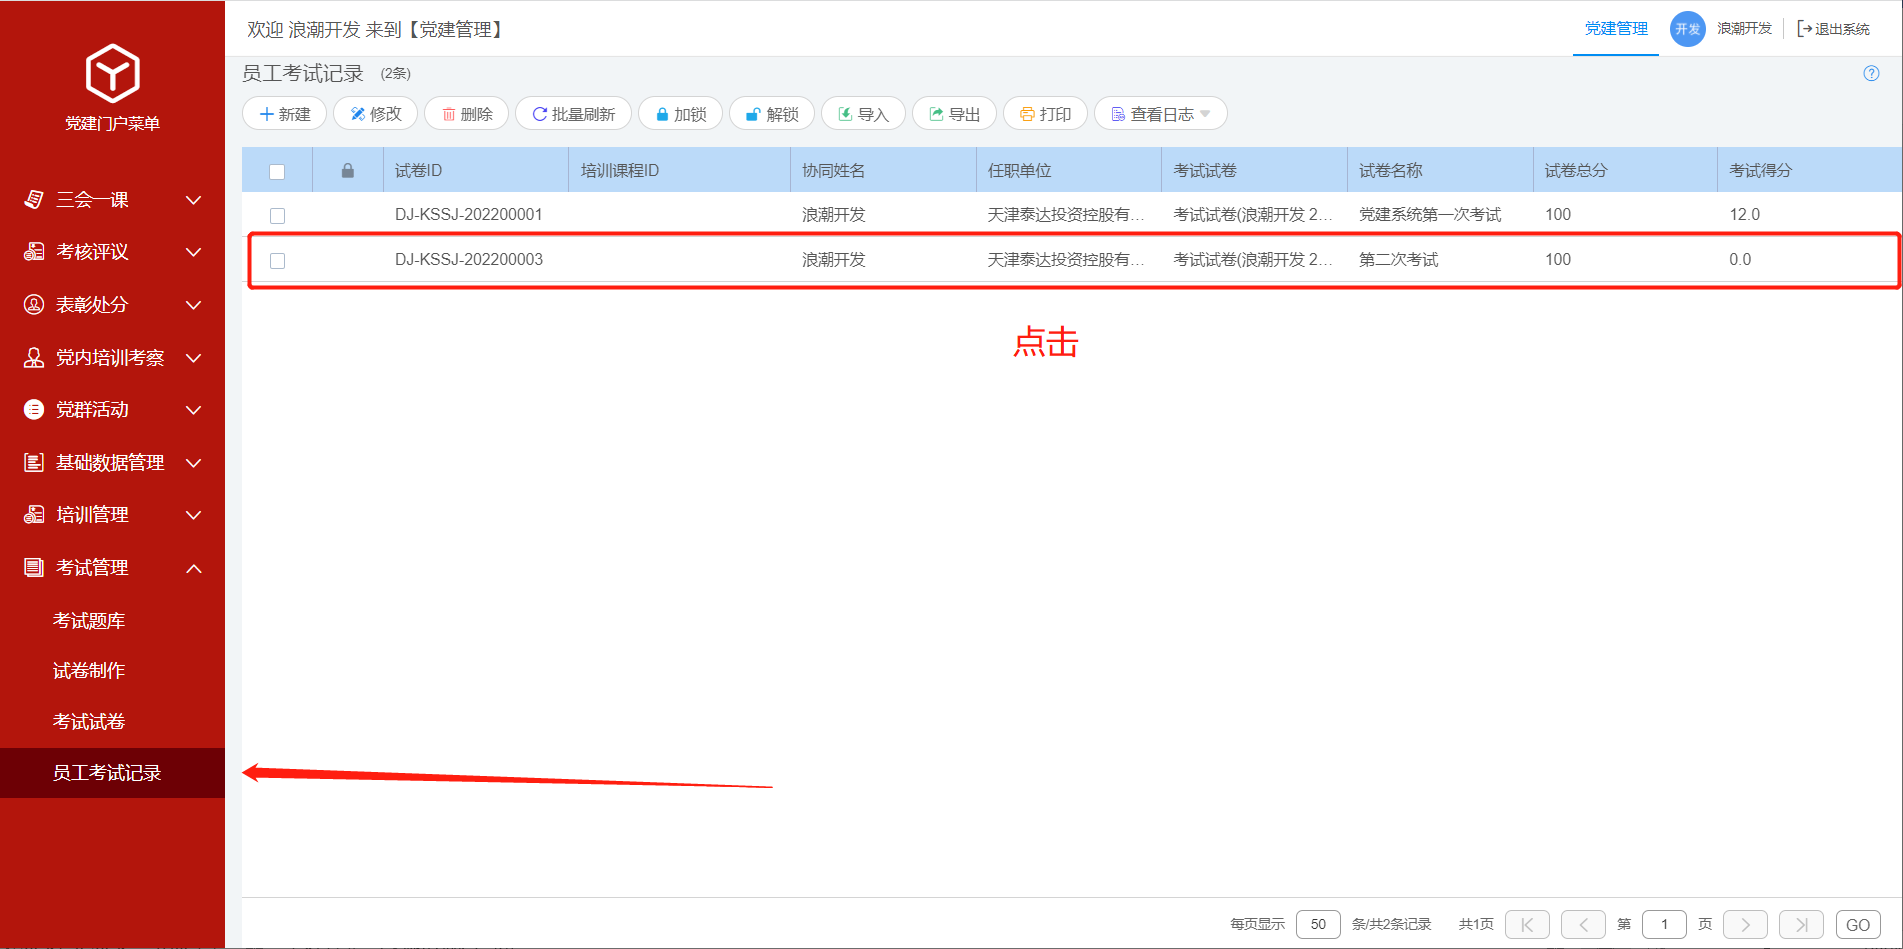 欢迎 浪潮开发 来到【党建管理】
党建管理 开发 浪潮开发 退出系统
党建门户菜单
三会一课
考核评议
表彰处分
党内培训考察
党群活动
基础数据管理
培训管理
考试管理
考试题库
试卷制作
考试试卷
员工考试记录
员工考试记录 (2条)
新建 修改 删除 批量刷新 加锁 解锁 导入 导出 打印 查看日志
试卷ID 培训课程ID 协同姓名 任职单位 考试试卷 试卷名称 试卷总分 考试得分
DJ-KSSJ-202200001 浪潮开发 天津泰达投资控股有... 考试试卷(浪潮开发 2... 党建系统第一次考试 100 12.0
DJ-KSSJ-202200003 浪潮开发 天津泰达投资控股有... 考试试卷(浪潮开发 2... 第二次考试 100 0.0
点击
每页显示 50 条/共2条记录 共1页 第 1 页 GO